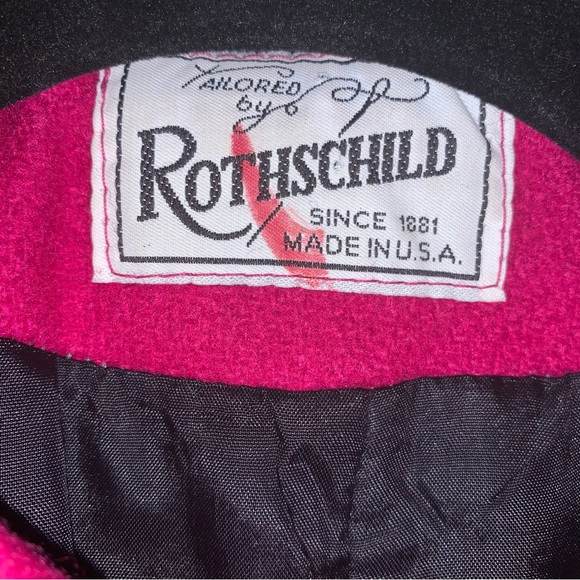 TAILORED
by
ROTHSCHILD
SINCE 1881
MADE IN U.S.A.